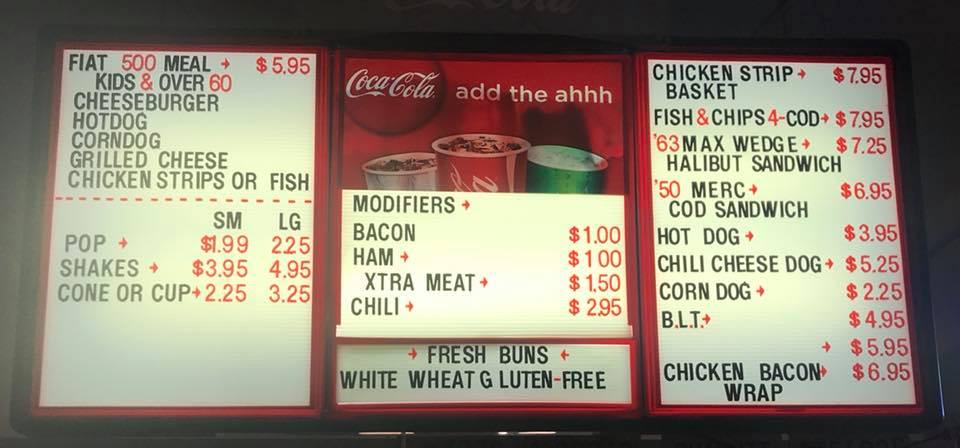 FIAT 500 MEAL → $5.95
KIDS & OVER 60
CHEESEBURGER
HOTDOG
CORNDOG
GRILLED CHEESE
CHICKEN STRIPS OR FISH
SM LG
POP → $1.99 2.25
SHAKES → $3.95 4.95
CONE OR CUP→ 2.25 3.25
Coca-Cola add the ahhh
MODIFIERS →
BACON $1.00
HAM → $1 00
XTRA MEAT → $1.50
CHILI → $ 2.95
→ FRESH BUNS ←
WHITE WHEAT G LUTEN-FREE
CHICKEN STRIP → $7.95
BASKET
FISH & CHIPS 4-COD→ $7.95
'63 MAX WEDGE → $7.25
HALIBUT SANDWICH
'50 MERC → $6.95
COD SANDWICH
HOT DOG → $3.95
CHILI CHEESE DOG → $5.25
CORN DOG → $2.25
B.L.T.→ $4.95
→ $5.95
CHICKEN BACON→ $6.95
WRAP